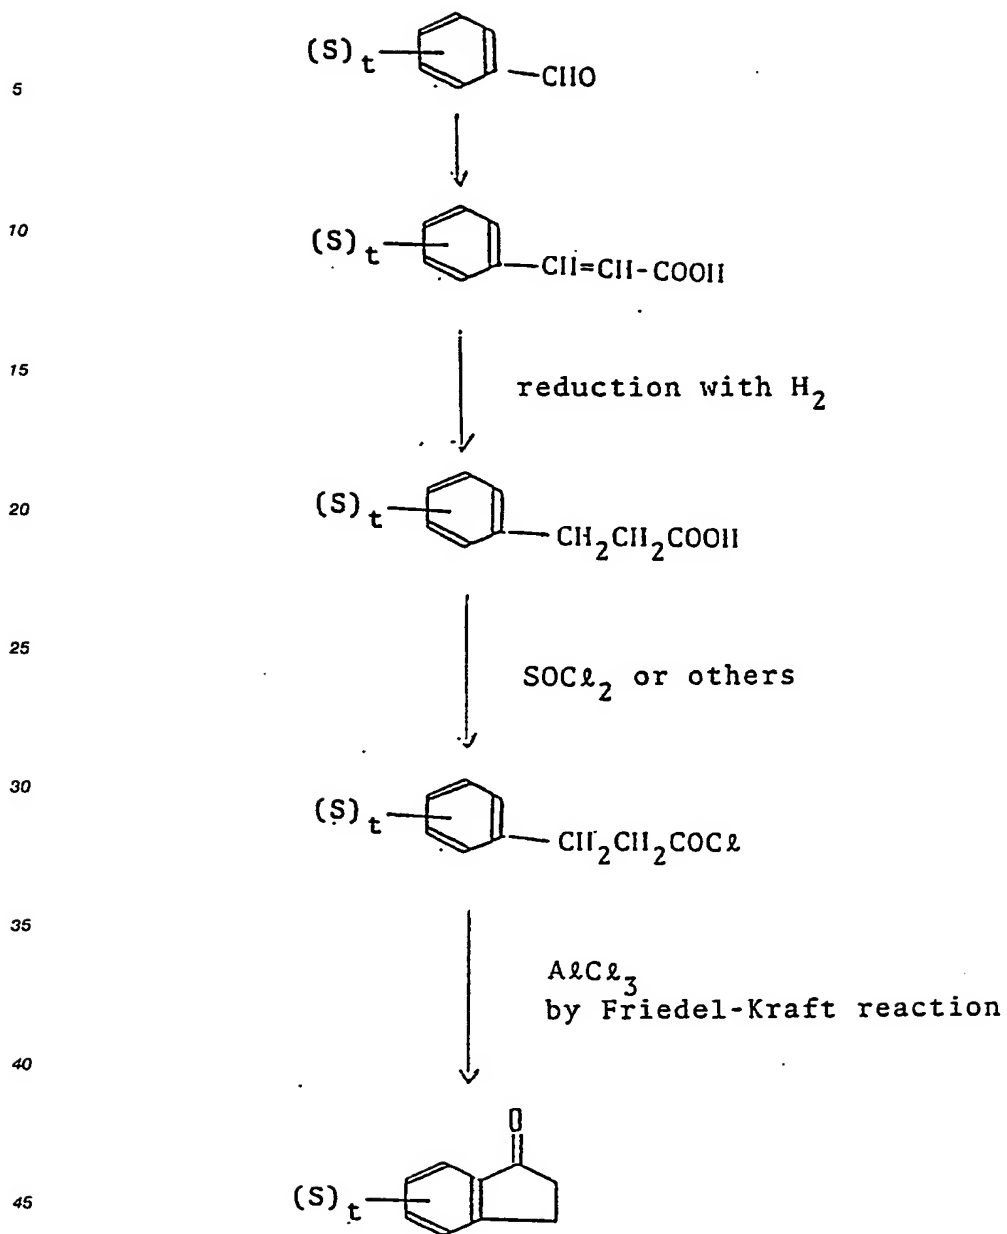 (S)t CHO
5
10
(S)t CH=CH-COOH
15
reduction with H2
20
(S)t CH2CH2COOH
25
SOCℓ2 or others
30
(S)t CH2CH2COCℓ
35
AℓCℓ3
by Friedel-Kraft reaction
40
O
45
(S)t